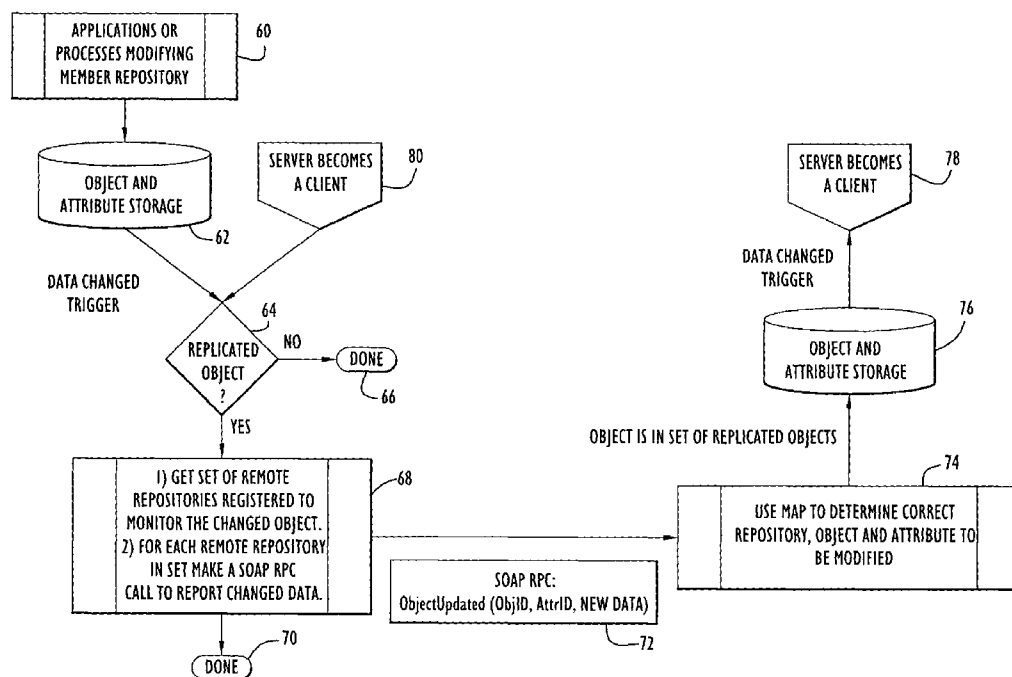 APPLICATIONS OR
PROCESSES MODIFYING
MEMBER REPOSITORY
60
OBJECT AND
ATTRIBUTE STORAGE
62
SERVER BECOMES
A CLIENT
80
DATA CHANGED
TRIGGER
64
REPLICATED
OBJECT
?
NO
DONE
66
YES
1) GET SET OF REMOTE
REPOSITORIES REGISTERED TO
MONITOR THE CHANGED OBJECT.
2) FOR EACH REMOTE REPOSITORY
IN SET MAKE A SOAP RPC
CALL TO REPORT CHANGED DATA.
68
70
DONE
SOAP RPC:
ObjectUpdated (ObjID, AttrID, NEW DATA)
72
SERVER BECOMES
A CLIENT
78
DATA CHANGED
TRIGGER
76
OBJECT AND
ATTRIBUTE STORAGE
OBJECT IS IN SET OF REPLICATED OBJECTS
74
USE MAP TO DETERMINE CORRECT
REPOSITORY, OBJECT AND ATTRIBUTE TO
BE MODIFIED